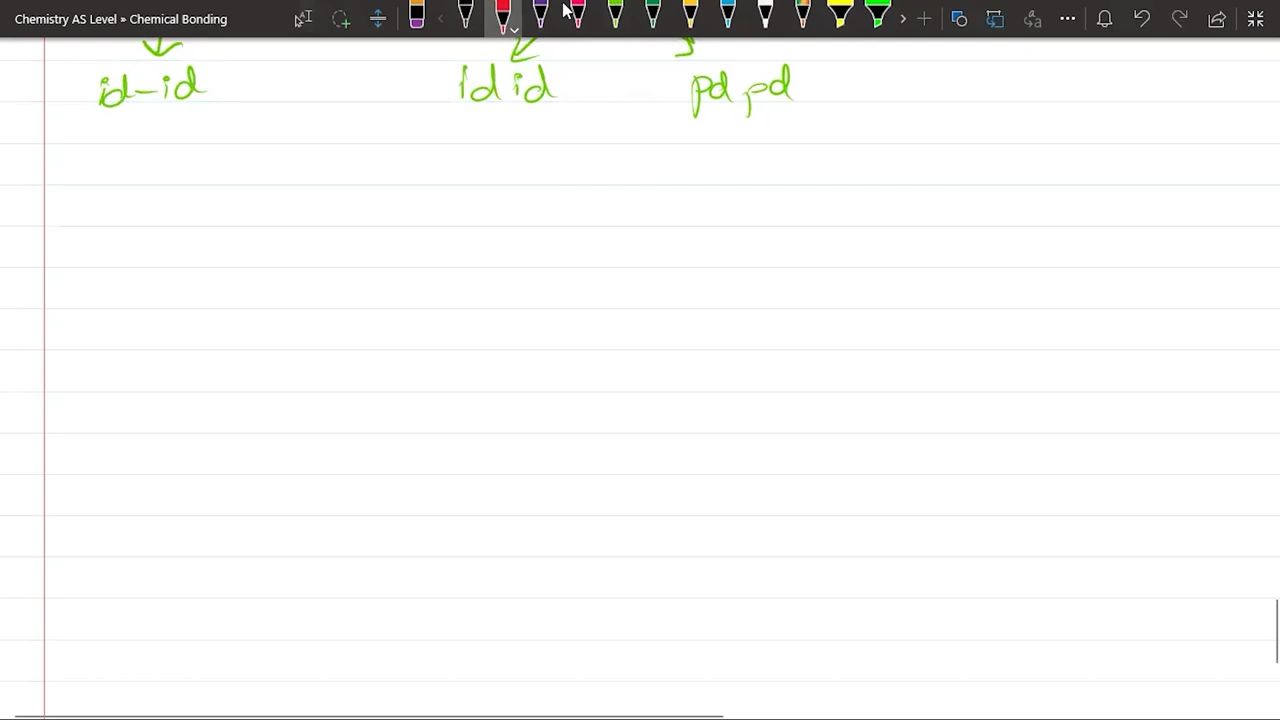 Chemistry AS Level » Chemical Bonding
id-id id id pd pd